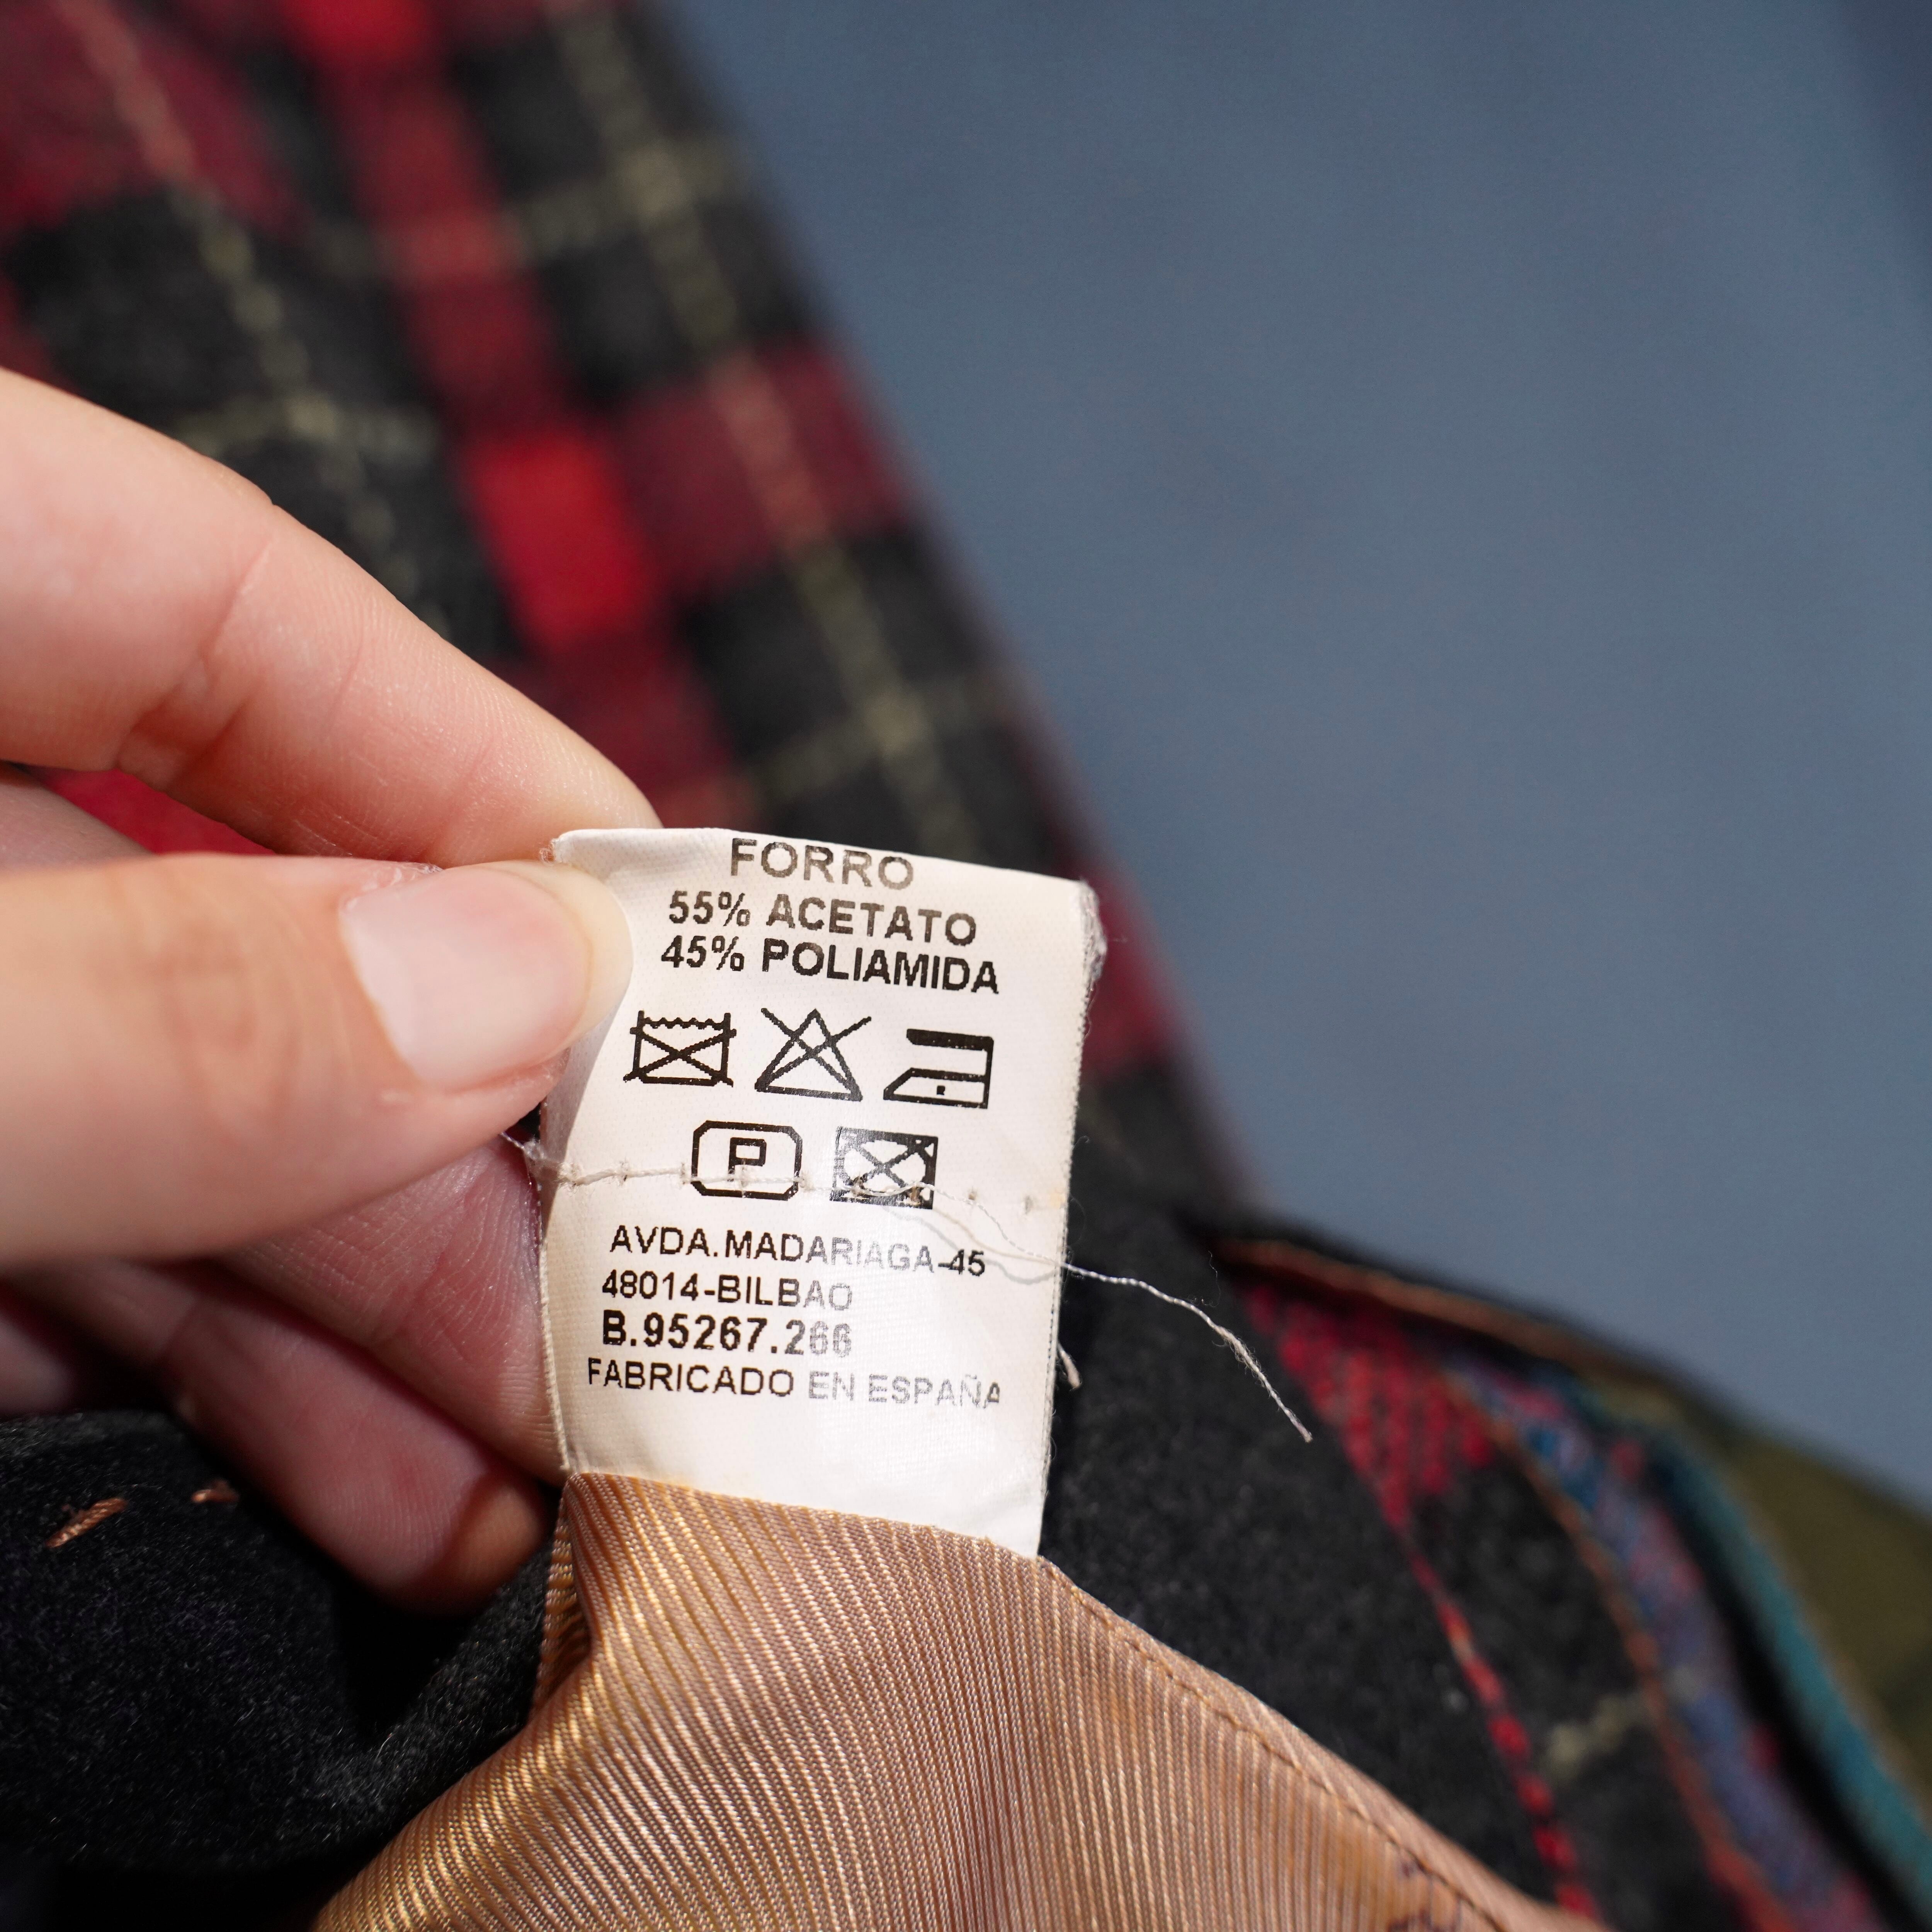 FORRO
55% ACETATO
45% POLIAMIDA
P
AVDA.MADARIAGA-45
48014-BILBAO
B.95267.266
FABRICADO EN ESPAÑA